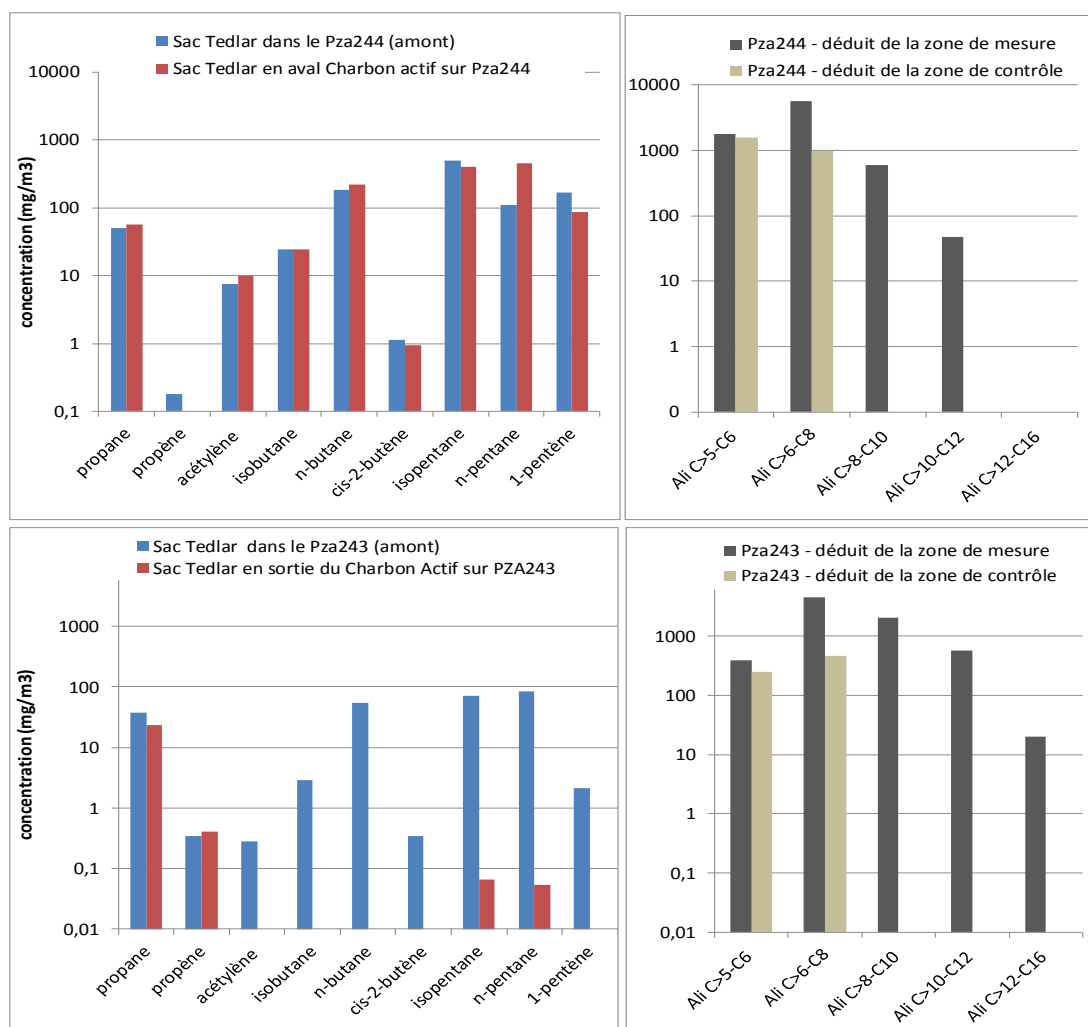 Sac Tedlar dans le Pza244 (amont)
Sac Tedlar en aval Charbon actif sur Pza244
concentration (mg/m3)
10000
1000
100
10
1
0,1
propane
propène
acétylène
isobutane
n-butane
cis-2-butène
isopentane
n-pentane
1-pentène
Pza244 - déduit de la zone de mesure
Pza244 - déduit de la zone de contrôle
10000
1000
100
10
1
0
Ali C>5-C6
Ali C>6-C8
Ali C>8-C10
Ali C>10-C12
Ali C>12-C16
Sac Tedlar dans le Pza243 (amont)
Sac Tedlar en sortie du Charbon Actif sur PZA243
concentration (mg/m3)
1000
100
10
1
0,1
0,01
propane
propène
acétylène
isobutane
n-butane
cis-2-butène
isopentane
n-pentane
1-pentène
Pza243 - déduit de la zone de mesure
Pza243 - déduit de la zone de contrôle
1000
100
10
1
0,1
0,01
Ali C>5-C6
Ali C>6-C8
Ali C>8-C10
Ali C>10-C12
Ali C>12-C16